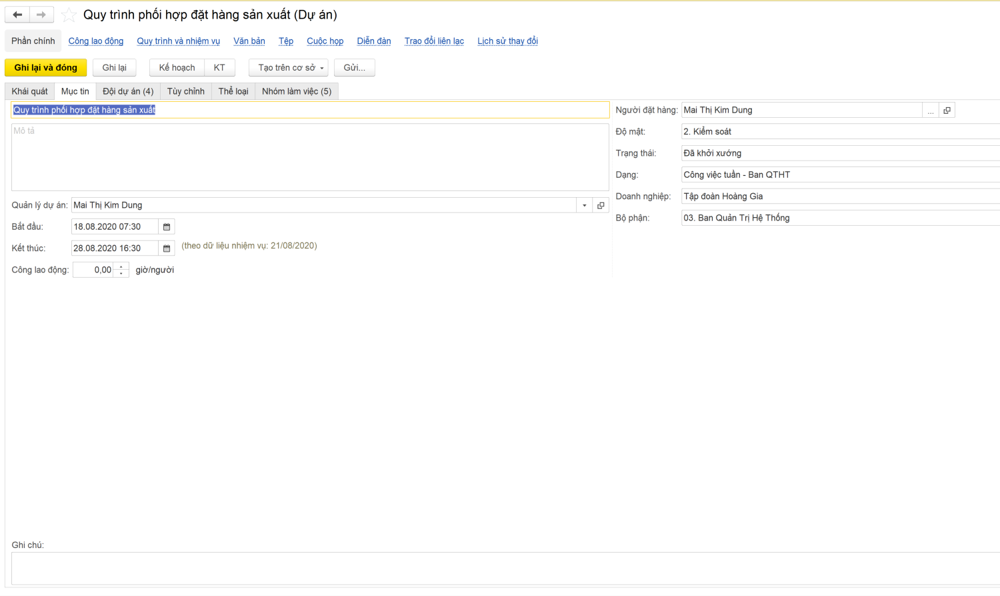 Quy trình phối hợp đặt hàng sản xuất (Dự án)
Phần chính Công lao động Quy trình và nhiệm vụ Văn bản Tệp Cuộc họp Diễn đàn Trao đổi liên lạc Lịch sử thay đổi
Ghi lại và đóng Ghi lại Kế hoạch KT Tạo trên cơ sở Gửi...
Khái quát Mục tin Đội dự án (4) Tùy chỉnh Thể loại Nhóm làm việc (5)
Quy trình phối hợp đặt hàng sản xuất
Mô tả
Quản lý dự án: Mai Thị Kim Dung
Bắt đầu: 18.08.2020 07:30
Kết thúc: 28.08.2020 16:30 (theo dữ liệu nhiệm vụ: 21/08/2020)
Công lao động: 0,00 giờ/người
Người đặt hàng: Mai Thị Kim Dung ...
Độ mật: 2. Kiểm soát
Trạng thái: Đã khởi xướng
Dạng: Công việc tuần - Ban QTHT
Doanh nghiệp: Tập đoàn Hoàng Gia
Bộ phận: 03. Ban Quản Trị Hệ Thống
Ghi chú: